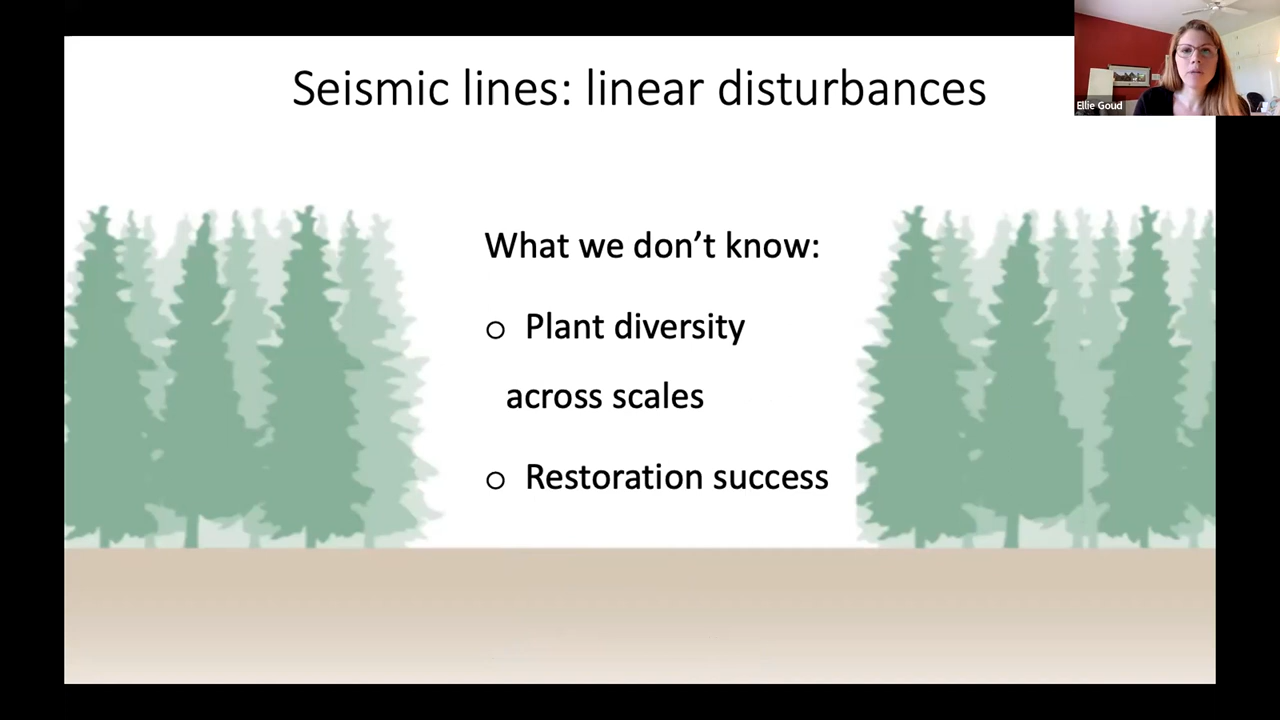 Seismic lines: linear disturbances
Ellie Goud
What we don't know:
o Plant diversity
across scales
o Restoration success